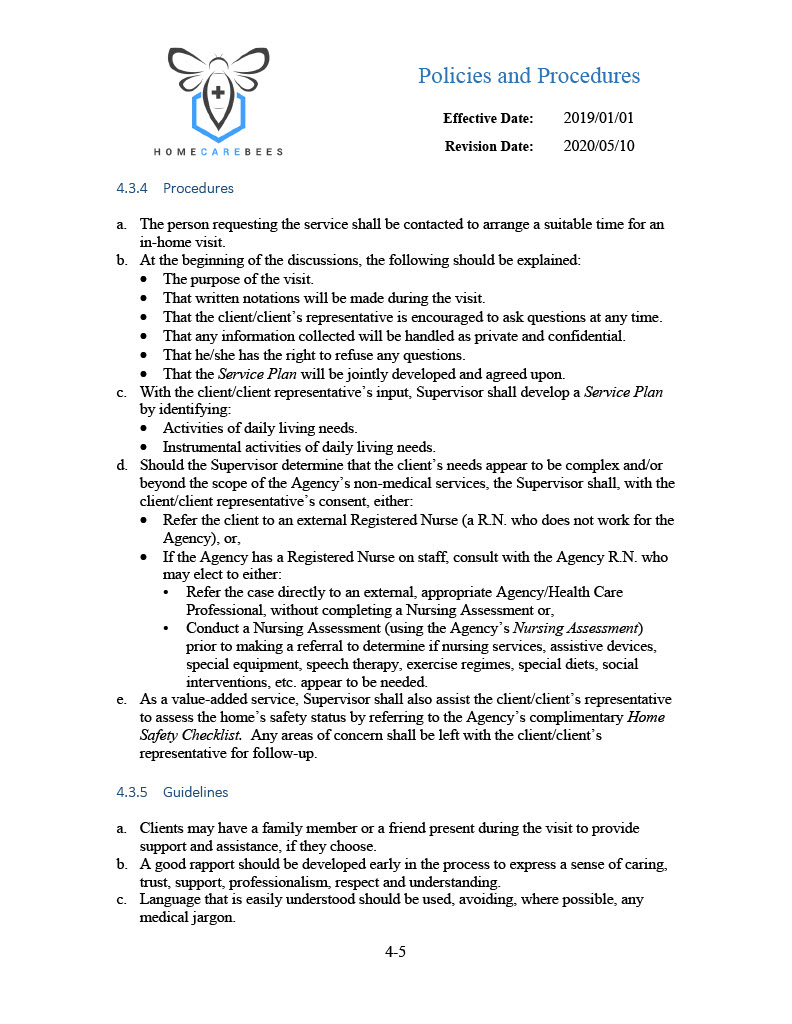 Policies and Procedures
Effective Date: 2019/01/01
Revision Date: 2020/05/10
HOMECAREBEES
4.3.4 Procedures
a. The person requesting the service shall be contacted to arrange a suitable time for an
in-home visit.
b. At the beginning of the discussions, the following should be explained:
• The purpose of the visit.
• That written notations will be made during the visit.
• That the client/client’s representative is encouraged to ask questions at any time.
• That any information collected will be handled as private and confidential.
• That he/she has the right to refuse any questions.
• That the Service Plan will be jointly developed and agreed upon.
c. With the client/client representative’s input, Supervisor shall develop a Service Plan
by identifying:
• Activities of daily living needs.
• Instrumental activities of daily living needs.
d. Should the Supervisor determine that the client’s needs appear to be complex and/or
beyond the scope of the Agency’s non-medical services, the Supervisor shall, with the
client/client representative’s consent, either:
• Refer the client to an external Registered Nurse (a R.N. who does not work for the
Agency), or,
• If the Agency has a Registered Nurse on staff, consult with the Agency R.N. who
may elect to either:
• Refer the case directly to an external, appropriate Agency/Health Care
Professional, without completing a Nursing Assessment or,
• Conduct a Nursing Assessment (using the Agency’s Nursing Assessment)
prior to making a referral to determine if nursing services, assistive devices,
special equipment, speech therapy, exercise regimes, special diets, social
interventions, etc. appear to be needed.
e. As a value-added service, Supervisor shall also assist the client/client’s representative
to assess the home’s safety status by referring to the Agency’s complimentary Home
Safety Checklist. Any areas of concern shall be left with the client/client’s
representative for follow-up.
4.3.5 Guidelines
a. Clients may have a family member or a friend present during the visit to provide
support and assistance, if they choose.
b. A good rapport should be developed early in the process to express a sense of caring,
trust, support, professionalism, respect and understanding.
c. Language that is easily understood should be used, avoiding, where possible, any
medical jargon.
4-5